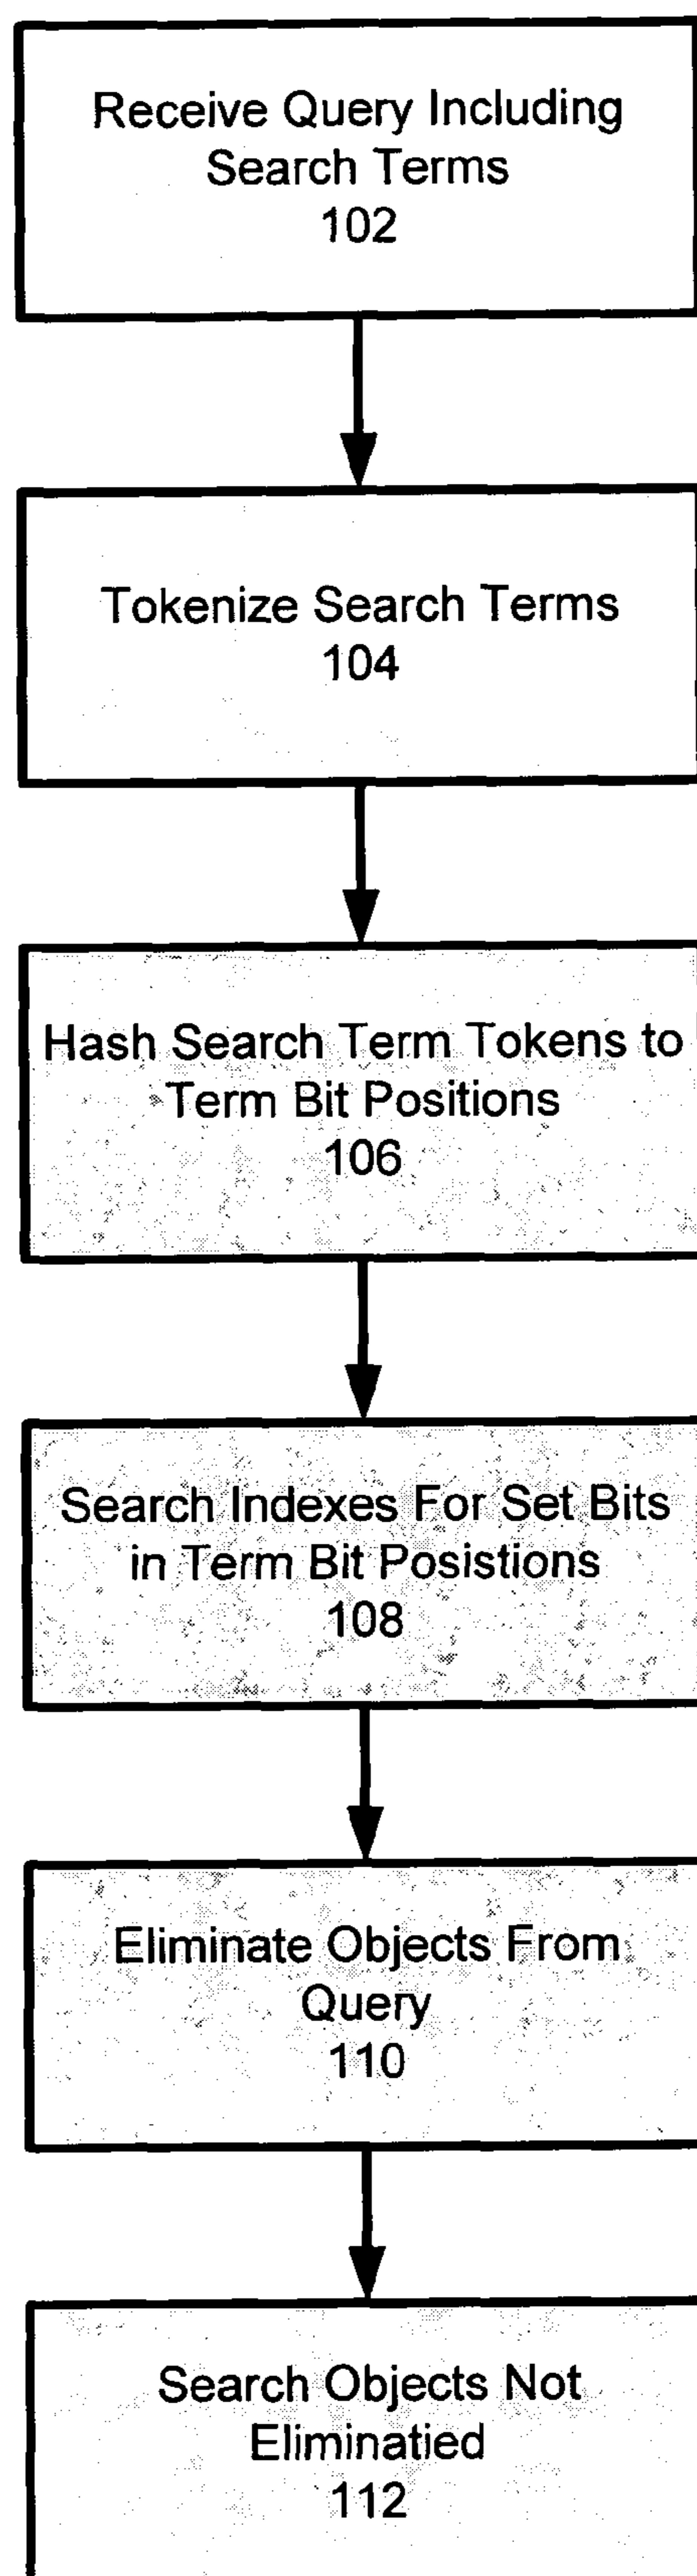 Receive Query Including
Search Terms
102
Tokenize Search Terms
104
Hash Search Term Tokens to
Term Bit Positions
106
Search Indexes For Set Bits
in Term Bit Posistions
108
Eliminate Objects From
Query
110
Search Objects Not
Eliminatied
112